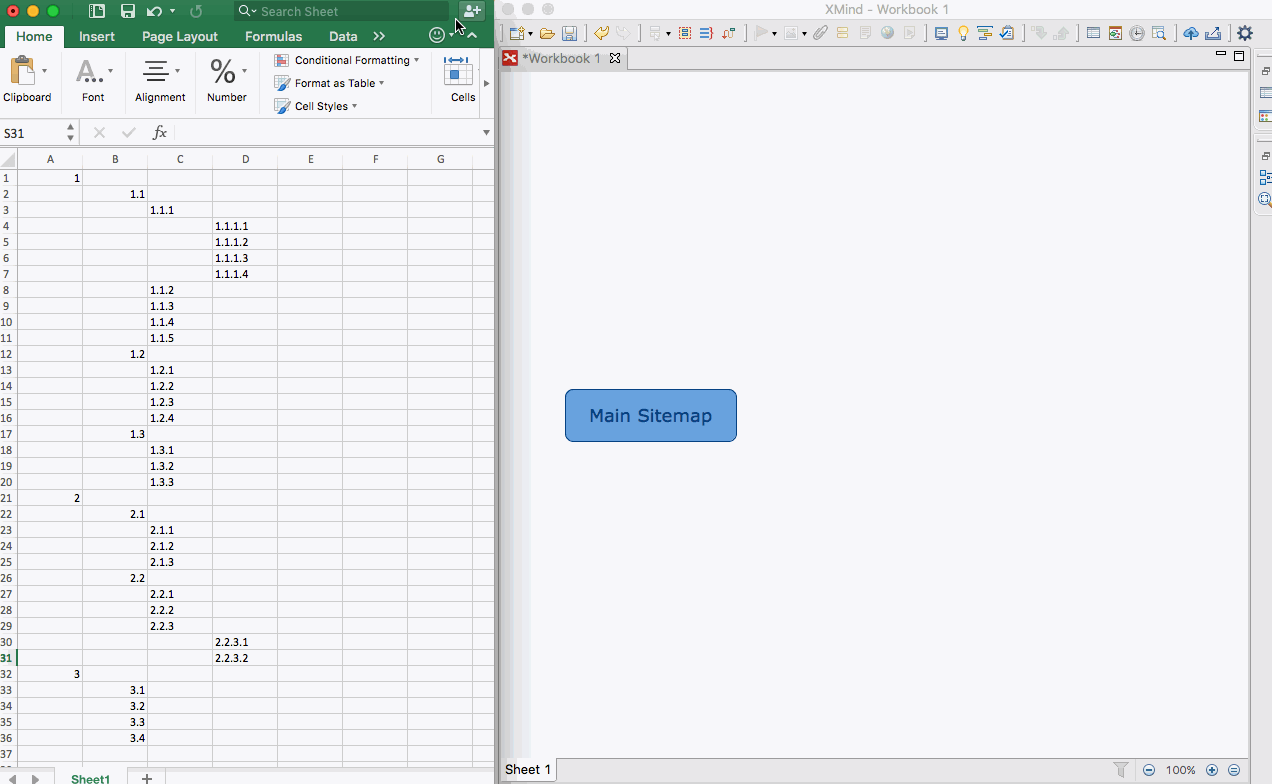 Search Sheet
Home Insert Page Layout Formulas Data >>
Clipboard
Font
Alignment
%
Number
Conditional Formatting
Format as Table
Cell Styles
Cells
S31
fx
A B C D E F G
1 1
2 1.1
3 1.1.1
4 1.1.1.1
5 1.1.1.2
6 1.1.1.3
7 1.1.1.4
8 1.1.2
9 1.1.3
10 1.1.4
11 1.1.5
12 1.2
13 1.2.1
14 1.2.2
15 1.2.3
16 1.2.4
17 1.3
18 1.3.1
19 1.3.2
20 1.3.3
21 2
22 2.1
23 2.1.1
24 2.1.2
25 2.1.3
26 2.2
27 2.2.1
28 2.2.2
29 2.2.3
30 2.2.3.1
31 2.2.3.2
32 3
33 3.1
34 3.2
35 3.3
36 3.4
37
Sheet1
XMind - Workbook 1
*Workbook 1
Main Sitemap
Sheet 1
100%